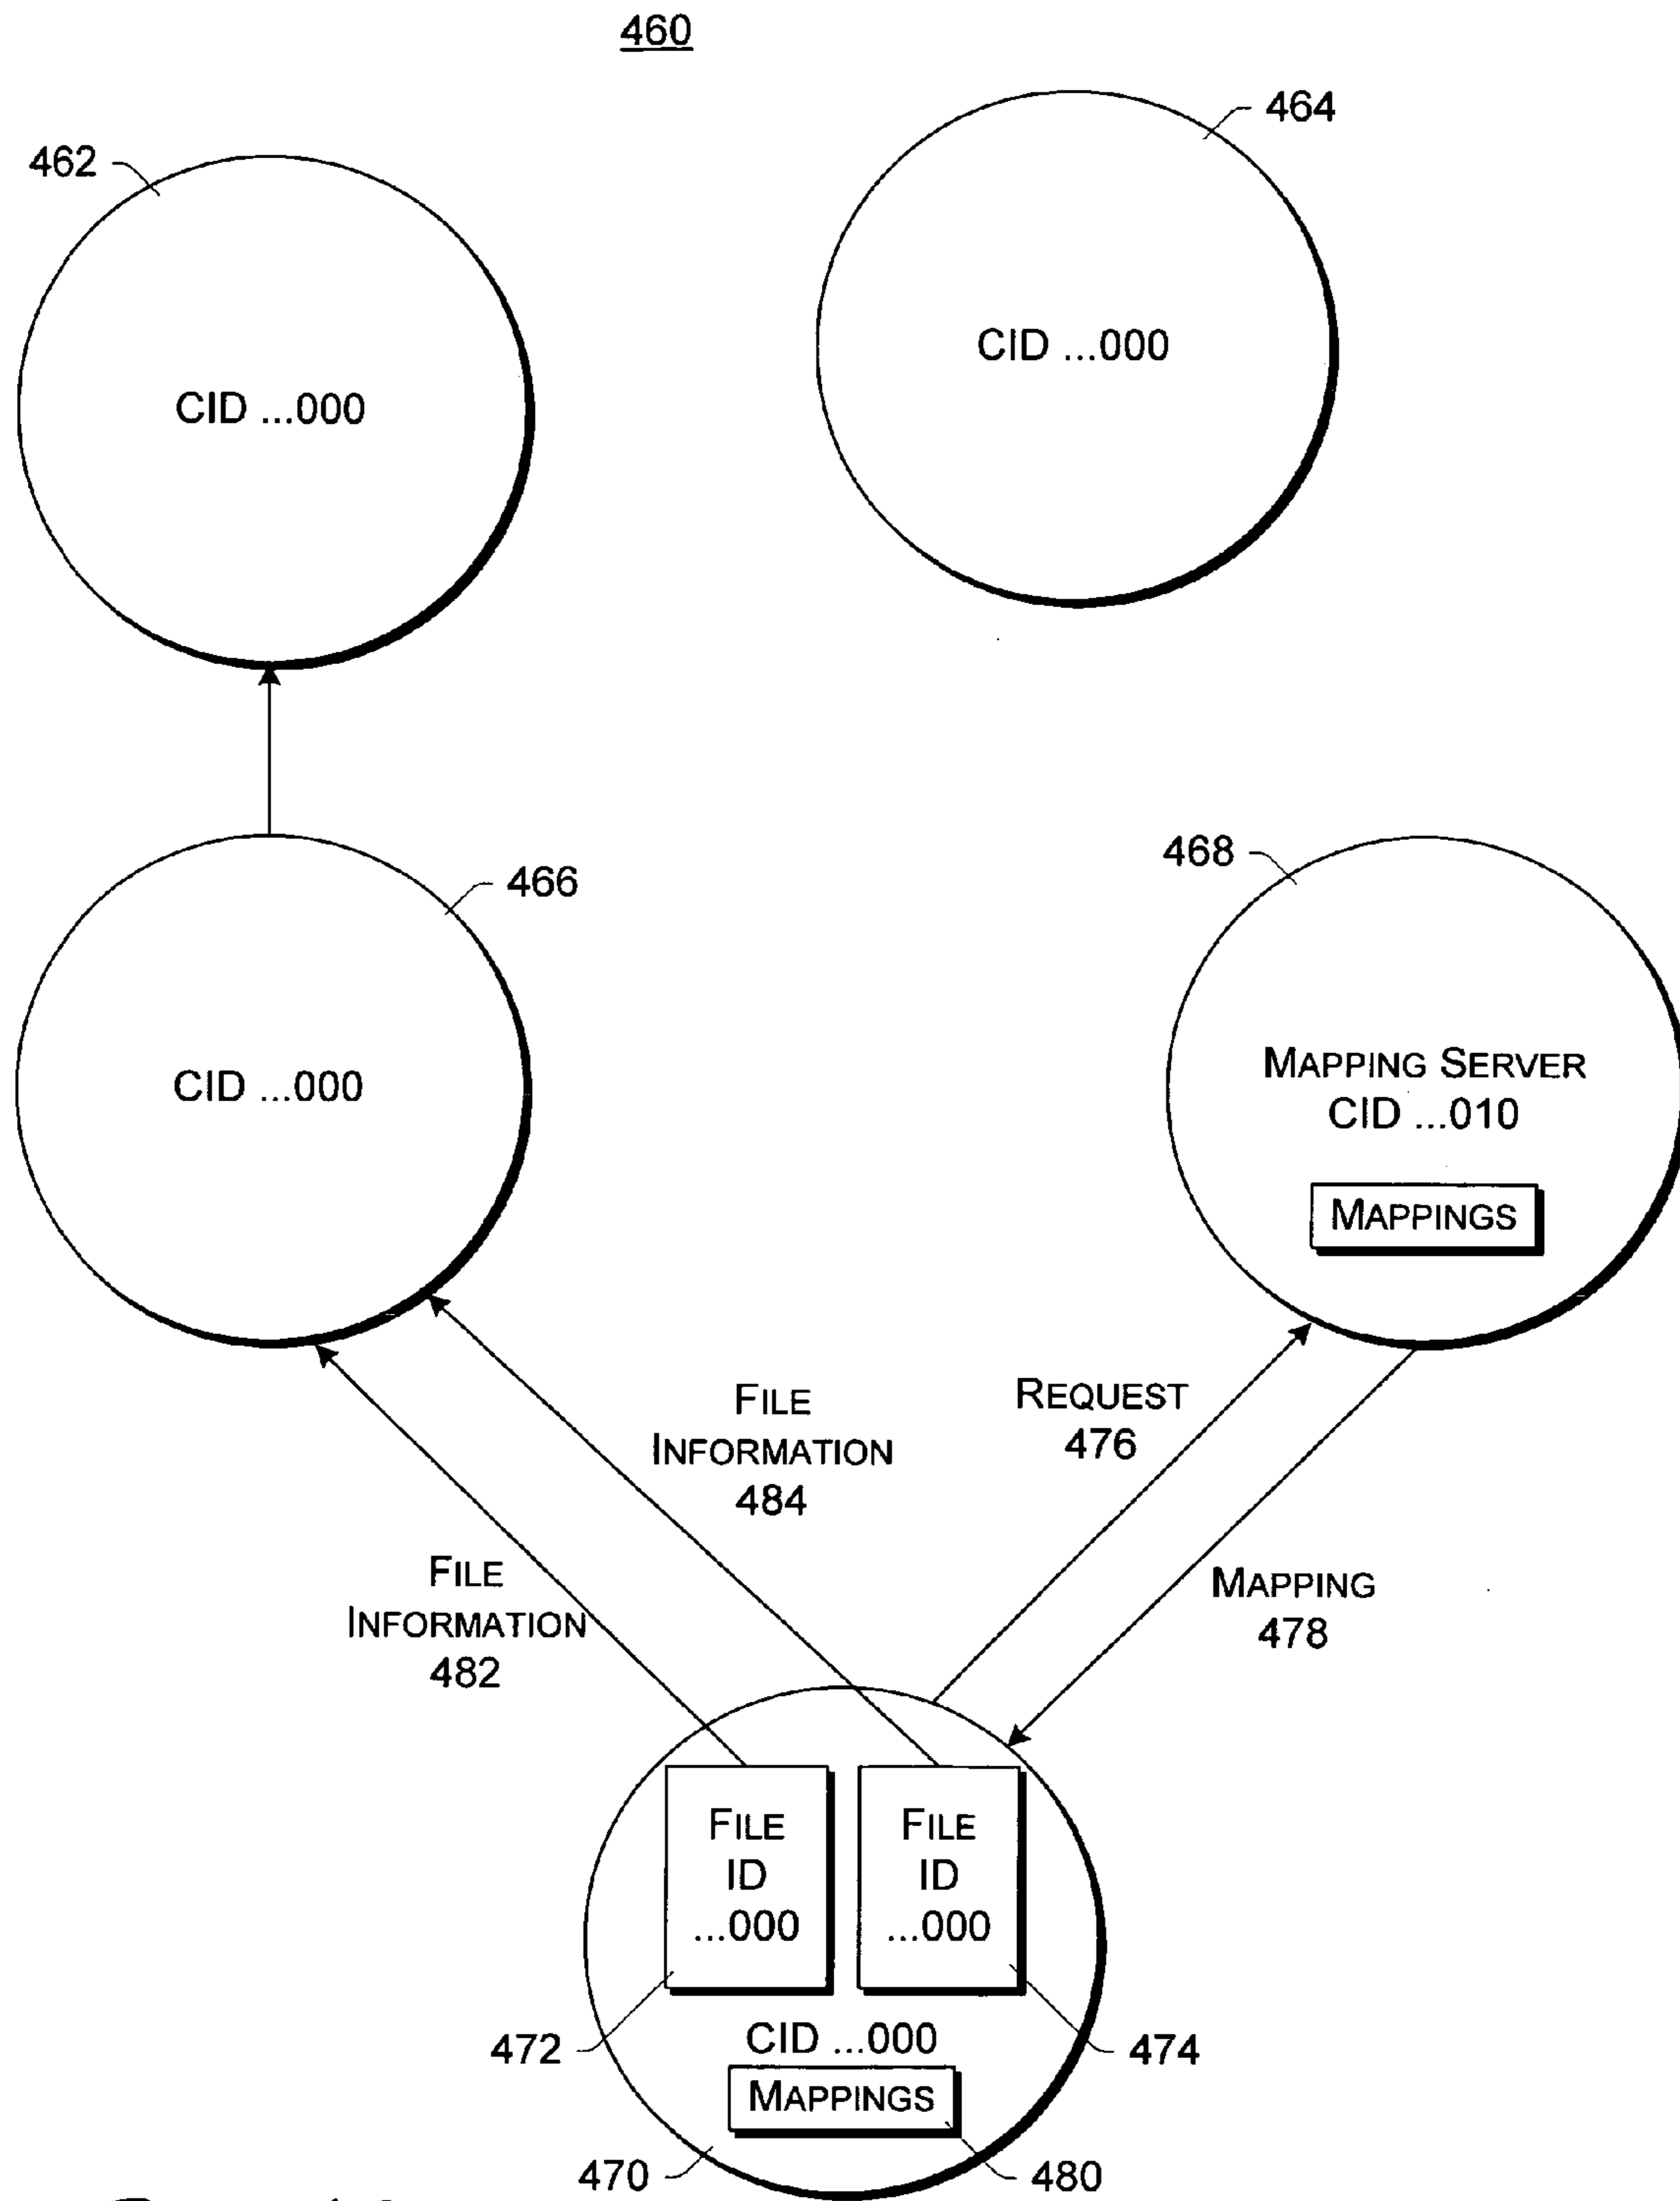 460
464
462
CID ...000
CID ...000
466
468
CID ...000
MAPPING SERVER
CID ...010
MAPPINGS
FILE
INFORMATION
484
REQUEST
476
FILE
INFORMATION
482
MAPPING
478
FILE
ID
...000
FILE
ID
...000
472
CID ...000
474
MAPPINGS
470
480